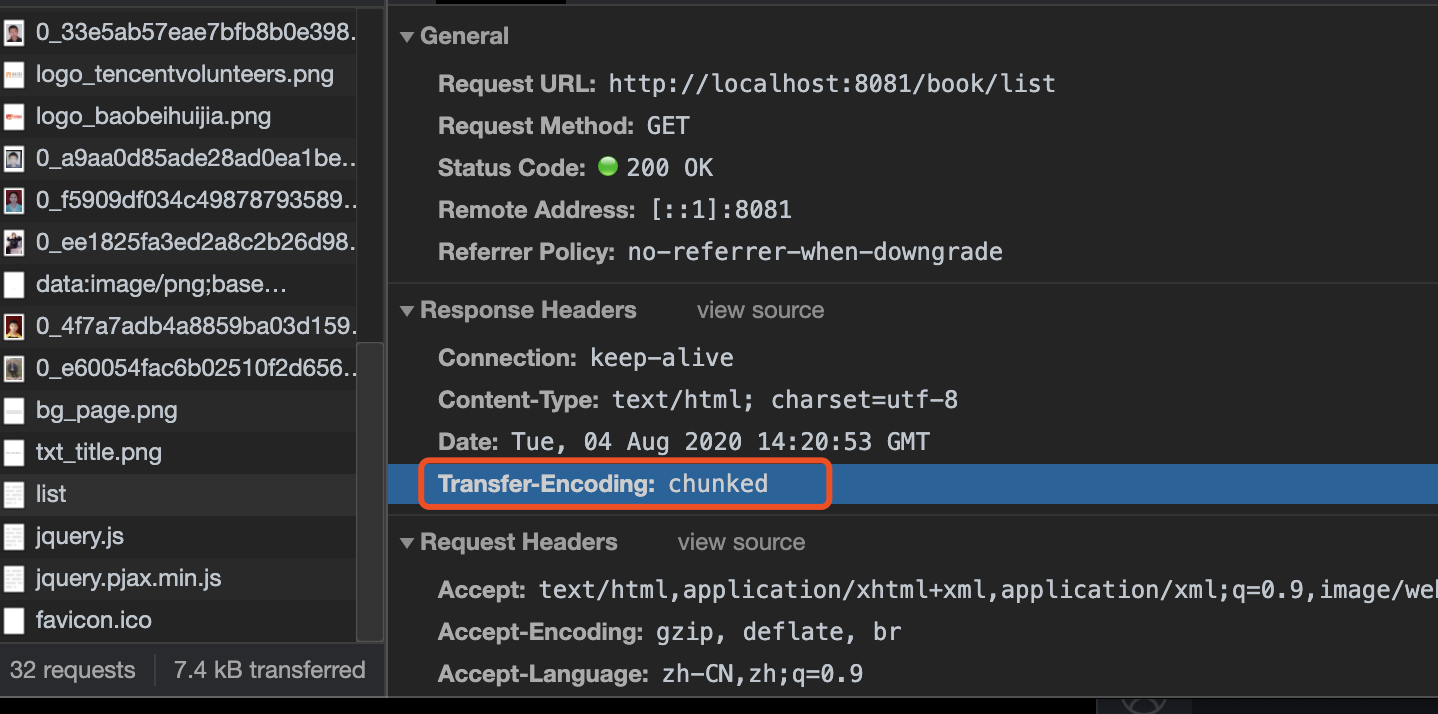 0_33e5ab57eae7bfb8b0e398.
logo_tencentvolunteers.png
logo_baobeihuijia.png
0_a9aa0d85ade28ad0ea1be..
0_f5909df034c49878793589..
0_ee1825fa3ed2a8c2b26d98.
data:image/png;base…
0_4f7a7adb4a8859ba03d159.
0_e60054fac6b02510f2d656..
bg_page.png
txt_title.png
list
jquery.js
jquery.pjax.min.js
favicon.ico
32 requests 7.4 kB transferred
General
Request URL: http://localhost:8081/book/list
Request Method: GET
Status Code: 200 OK
Remote Address: [::1]:8081
Referrer Policy: no-referrer-when-downgrade
Response Headers view source
Connection: keep-alive
Content-Type: text/html; charset=utf-8
Date: Tue, 04 Aug 2020 14:20:53 GMT
Transfer-Encoding: chunked
Request Headers view source
Accept: text/html,application/xhtml+xml,application/xml;q=0.9,image/we
Accept-Encoding: gzip, deflate, br
Accept-Language: zh-CN,zh;q=0.9